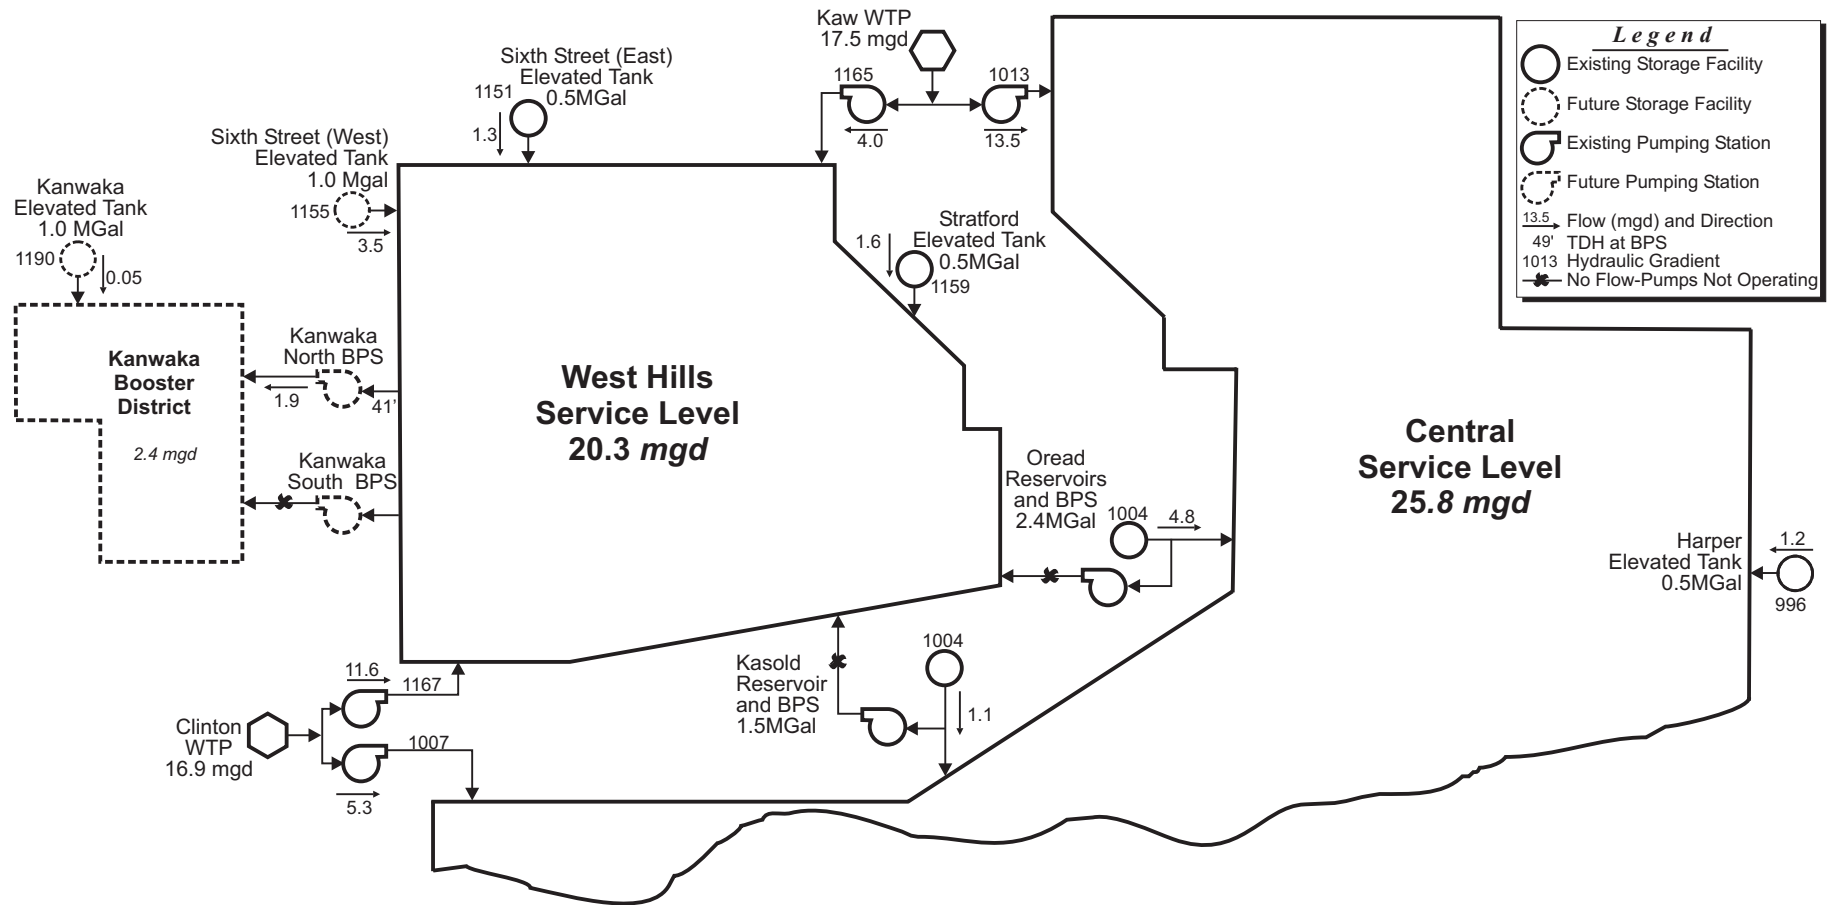 Kaw WTP
17.5 mgd
1165
1013
4.0
13.5
Sixth Street (East)
Elevated Tank
0.5MGal
1151
1.3
Sixth Street (West)
Elevated Tank
1.0 Mgal
1155
3.5
Kanwaka
Elevated Tank
1.0 MGal
1190
0.05
Stratford
Elevated Tank
0.5MGal
1.6
1159
Legend
Existing Storage Facility
Future Storage Facility
Existing Pumping Station
Future Pumping Station
13.5 Flow (mgd) and Direction
49' TDH at BPS
1013 Hydraulic Gradient
No Flow-Pumps Not Operating
Kanwaka
Booster
District
2.4 mgd
Kanwaka
North BPS
1.9
41'
Kanwaka
South BPS
West Hills
Service Level
20.3 mgd
Central
Service Level
25.8 mgd
Oread
Reservoirs
and BPS
2.4MGal
1004
4.8
Harper
Elevated Tank
0.5MGal
1.2
996
Kasold
Reservoir
and BPS
1.5MGal
1004
1.1
Clinton
WTP
16.9 mgd
11.6
1167
1007
5.3